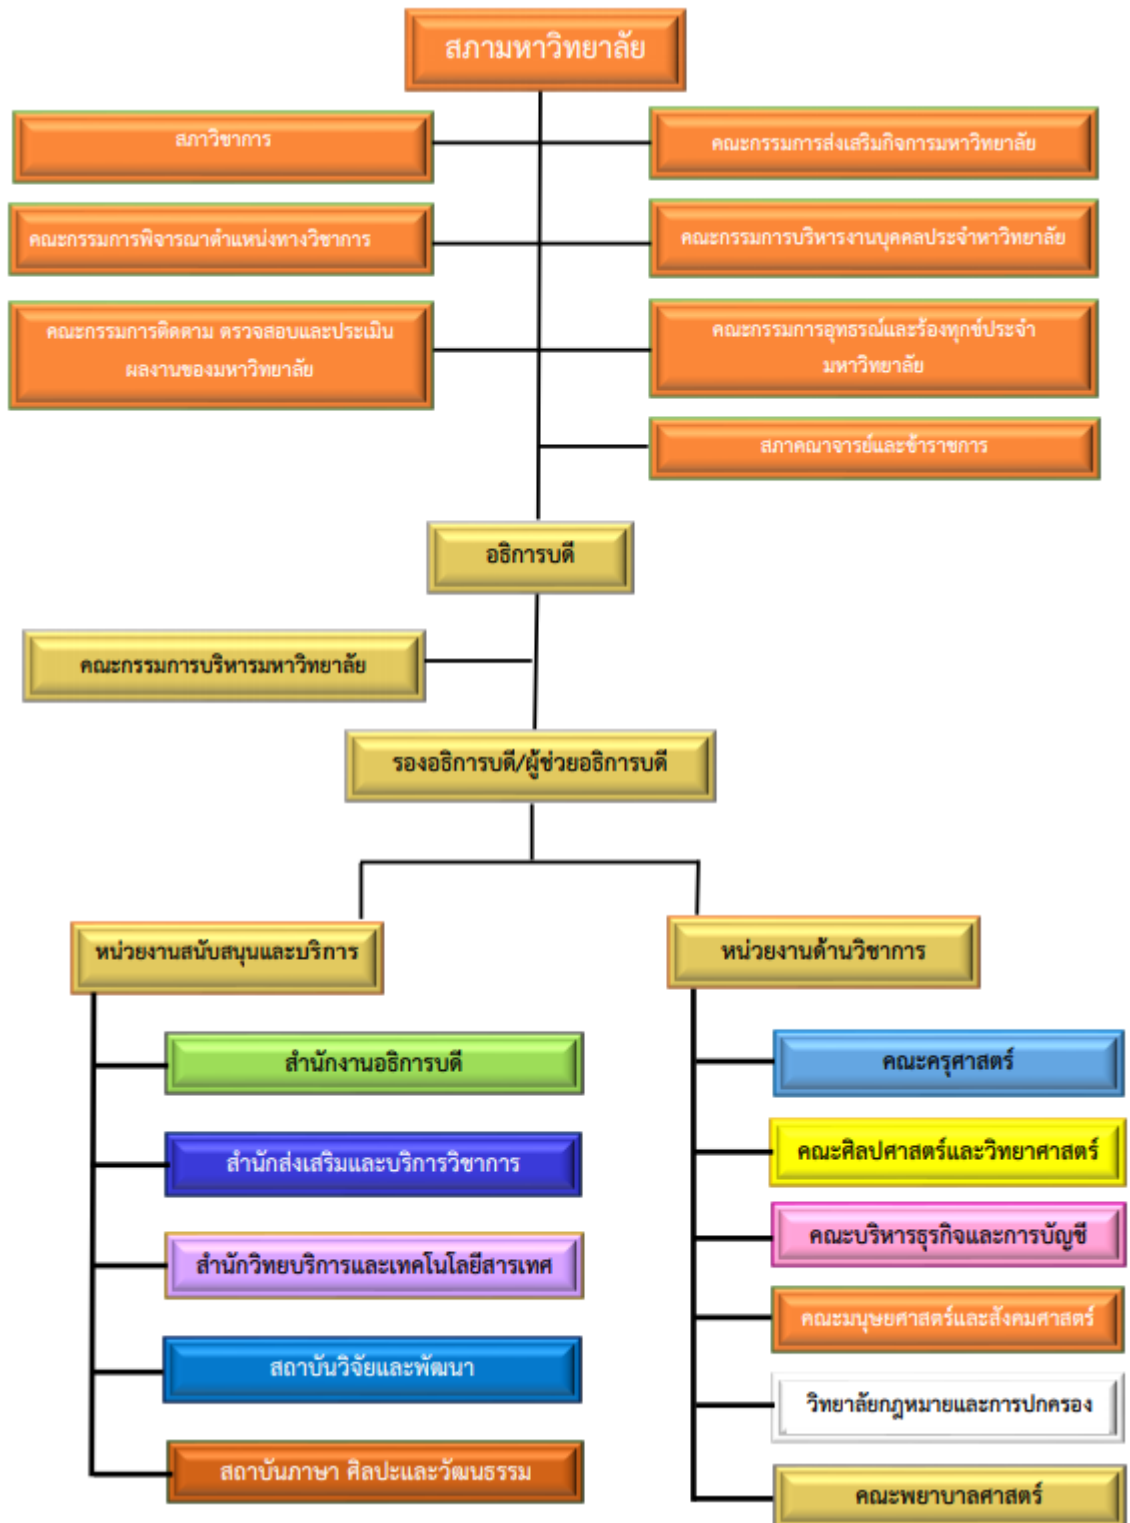 สภามหาวิทยาลัย
สภาวิชาการ
คณะกรรมการส่งเสริมกิจการมหาวิทยาลัย
คณะกรรมการพิจารณาตำแหน่งทางวิชาการ
คณะกรรมการบริหารงานบุคคลประจำหาวิทยาลัย
คณะกรรมการติดตาม ตรวจสอบและประเมิน
ผลงานของมหาวิทยาลัย
คณะกรรมการอุทธรณ์และร้องทุกข์ประจำ
มหาวิทยาลัย
สภาคณาจารย์และข้าราชการ
อธิการบดี
คณะกรรมการบริหารมหาวิทยาลัย
รองอธิการบดี/ผู้ช่วยอธิการบดี
หน่วยงานสนับสนุนและบริการ
สำนักงานอธิการบดี
สำนักส่งเสริมและบริการวิชาการ
สำนักวิทยบริการและเทคโนโลยีสารเทศ
สถาบันวิจัยและพัฒนา
สถาบันภาษา ศิลปะและวัฒนธรรม
หน่วยงานด้านวิชาการ
คณะครุศาสตร์
คณะศิลปศาสตร์และวิทยาศาสตร์
คณะบริหารธุรกิจและการบัญชี
คณะมนุษยศาสตร์และสังคมศาสตร์
วิทยาลัยกฎหมายและการปกครอง
คณะพยาบาลศาสตร์